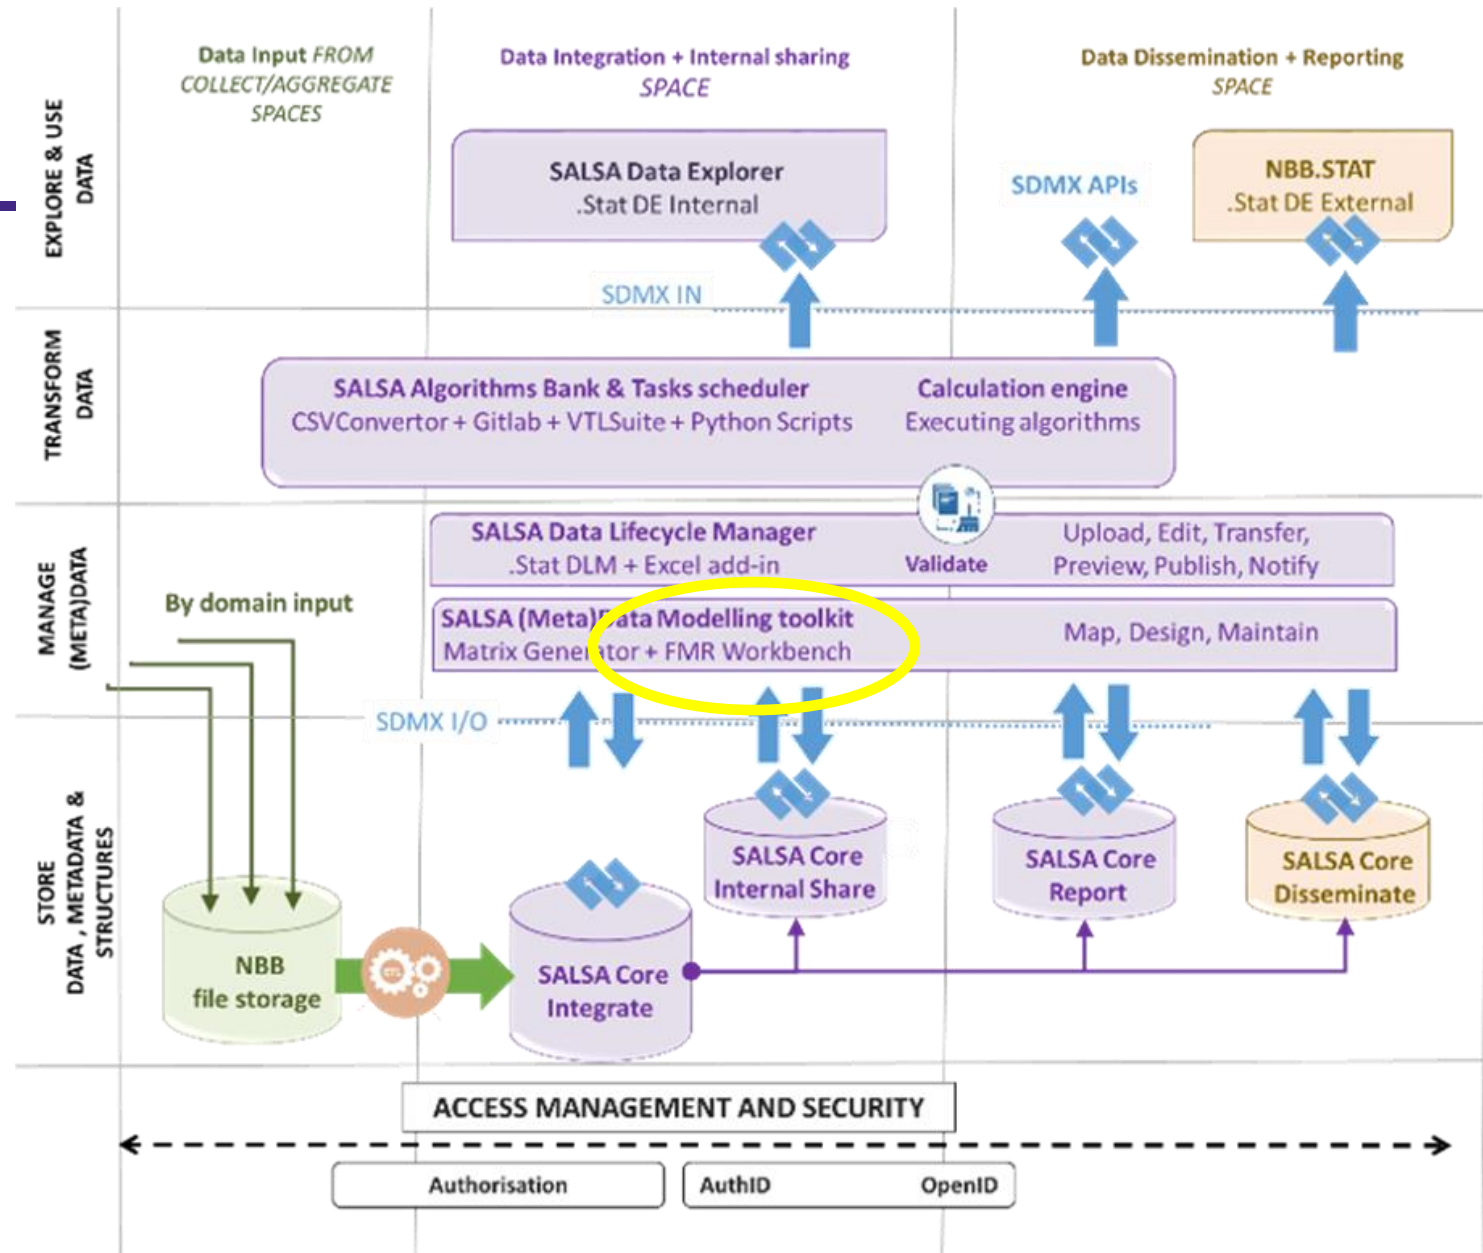 Data Input FROM
COLLECT/AGGREGATE
SPACES
Data Integration + Internal sharing
SPACE
Data Dissemination + Reporting
SPACE
EXPLORE & USE
DATA
SALSA Data Explorer
.Stat DE Internal
SDMX APIs
NBB.STAT
.Stat DE External
SDMX IN
TRANSFORM
DATA
SALSA Algorithms Bank & Tasks scheduler
CSVConvertor + Gitlab + VTLSuite + Python Scripts
Calculation engine
Executing algorithms
MANAGE
(META)DATA
SALSA Data Lifecycle Manager
.Stat DLM + Excel add-in
Validate
Upload, Edit, Transfer,
Preview, Publish, Notify
By domain input
SALSA (Meta)Data Modelling toolkit
Matrix Generator + FMR Workbench
Map, Design, Maintain
SDMX I/O
STORE
DATA , METADATA &
STRUCTURES
NBB
file storage
ETL
SALSA Core
Integrate
SALSA Core
Internal Share
SALSA Core
Report
SALSA Core
Disseminate
ACCESS MANAGEMENT AND SECURITY
Authorisation
AuthID
OpenID